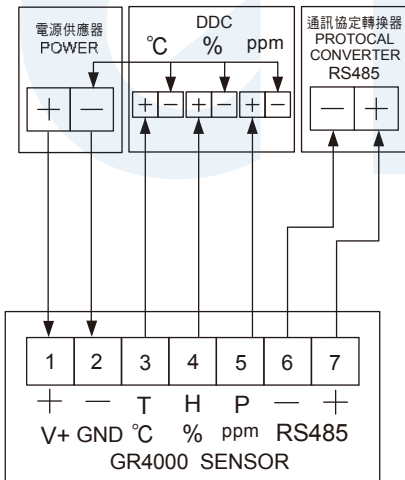 電源供應器
POWER
+ −
DDC
℃ % ppm
+ − + − + −
通訊協定轉換器
PROTOCAL
CONVERTER
RS485
− +
1 2 3 4 5 6 7
+ − T H P − +
V+ GND ℃ % ppm RS485
GR4000 SENSOR